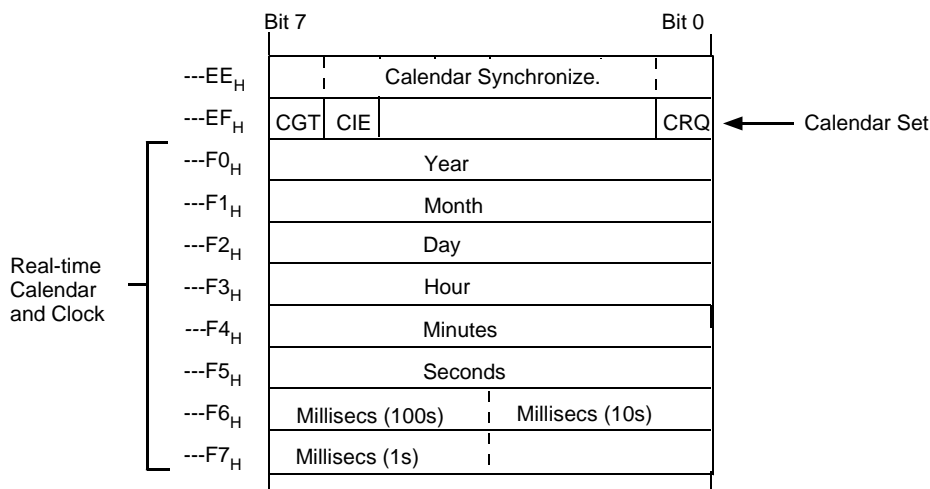 Bit 7 Bit 0
---EEH Calendar Synchronize.
---EFH CGT CIE CRQ Calendar Set
---F0H Year
---F1H Month
---F2H Day
Real-time
Calendar
and Clock
---F3H Hour
---F4H Minutes
---F5H Seconds
---F6H Millisecs (100s) Millisecs (10s)
---F7H Millisecs (1s)